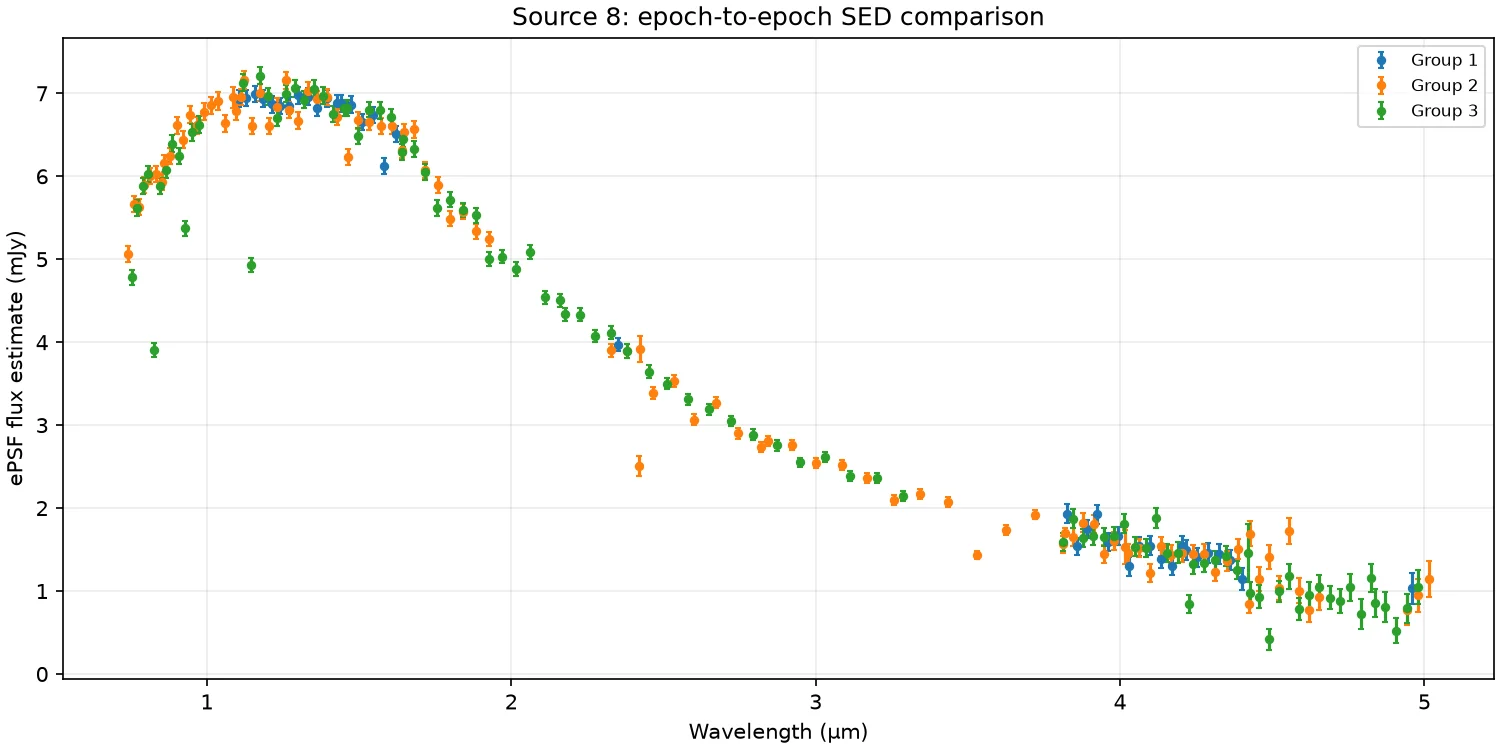 Source 8: epoch-to-epoch SED comparison
Group 1
Group 2
Group 3
ePSF flux estimate (mJy)
7
6
5
4
3
2
1
0
1 2 3 4 5
Wavelength (μm)